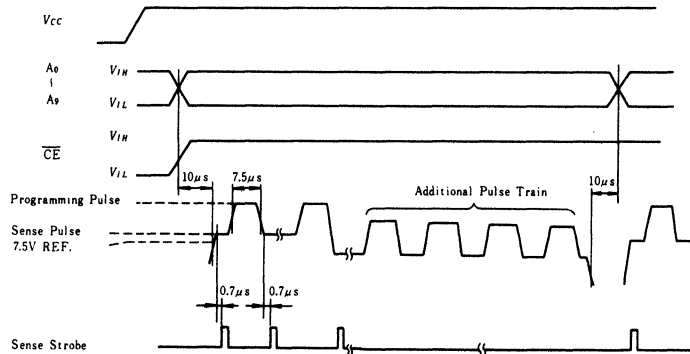 VCC
A0
VIH
≀
A9
VIL
CE
VIH
VIL
10μs
7.5μs
Additional Pulse Train
10μs
Programming Pulse
Sense Pulse
7.5V REF.
0.7μs
0.7μs
Sense Strobe